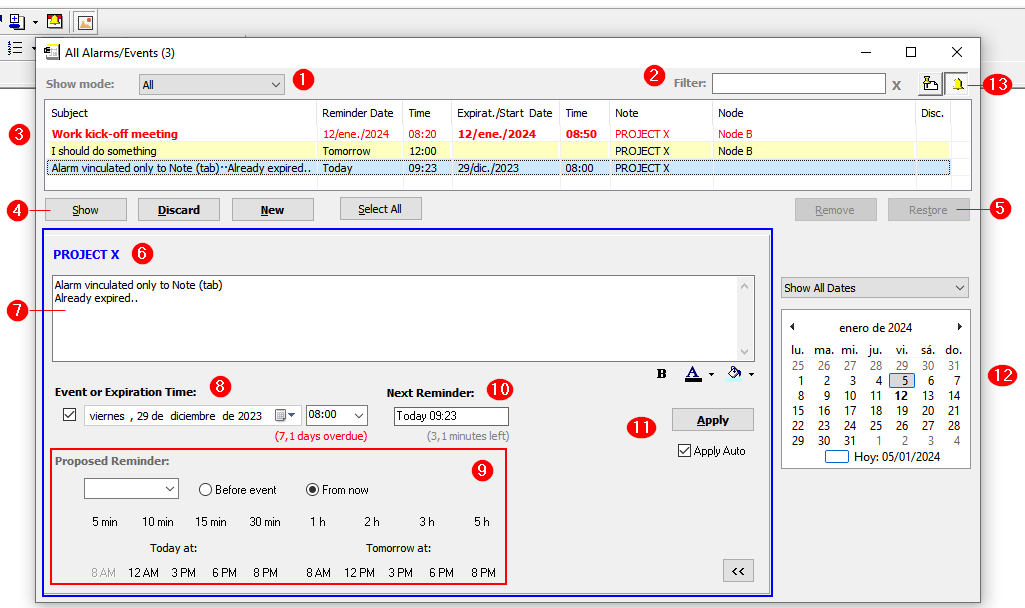 All Alarms/Events (3)
Show mode: All 1 2 Filter: x 13
Subject Reminder Date Time Expirat./Start Date Time Note Node Disc.
3 Work kick-off meeting 12/ene./2024 08:20 12/ene./2024 08:50 PROJECT X Node B
I should do something Tomorrow 12:00 PROJECT X Node B
Alarm vinculated only to Note (tab)··Already expired.. Today 09:23 29/dic./2023 08:00 PROJECT X
4 Show Discard New Select All Remove Restore 5
PROJECT X 6
7 Alarm vinculated only to Note (tab)
Already expired..
B A
Event or Expiration Time: 8 Next Reminder: 10
viernes , 29 de diciembre de 2023 08:00 Today 09:23
(7,1 days overdue) (3,1 minutes left)
11 Apply
Apply Auto
Proposed Reminder: 9
Before event From now
5 min 10 min 15 min 30 min 1 h 2 h 3 h 5 h
Today at: Tomorrow at:
8 AM 12 AM 3 PM 6 PM 8 PM 8 AM 12 PM 3 PM 6 PM 8 PM
<<
Show All Dates
enero de 2024
lu. ma. mi. ju. vi. sá. do.
25 26 27 28 29 30 31
1 2 3 4 5 6 7
8 9 10 11 12 13 14
15 16 17 18 19 20 21
22 23 24 25 26 27 28
29 30 31 1 2 3 4
Hoy: 05/01/2024
12